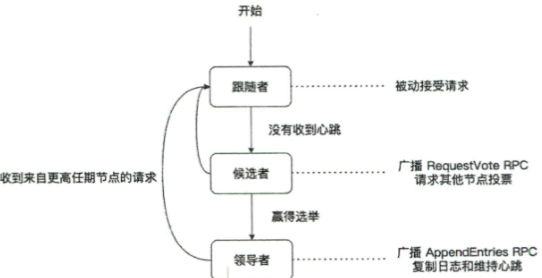 开始
跟随者
被动接受请求
没有收到心跳
收到来自更高任期节点的请求
候选者
广播 RequestVote RPC
请求其他节点投票
赢得选举
领导者
广播 AppendEntries RPC
复制日志和维持心跳